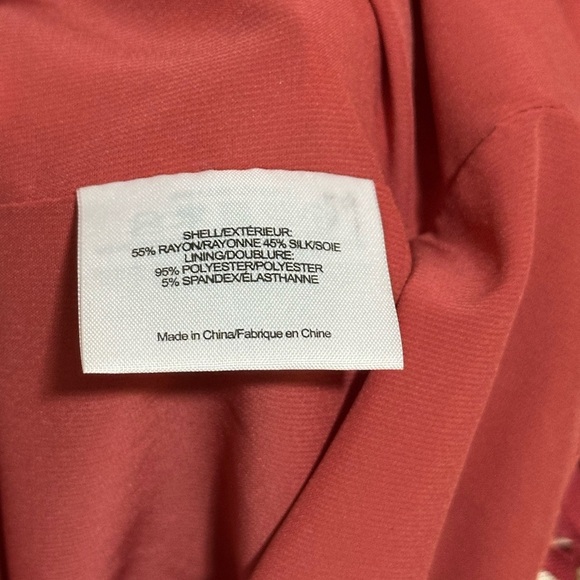 SHELL/EXTÉRIEUR:
55% RAYON/RAYONNE 45% SILK/SOIE
LINING/DOUBLURE:
95% POLYESTER/POLYESTER
5% SPANDEX/ÉLASTHANNE
Made in China/Fabrique en Chine